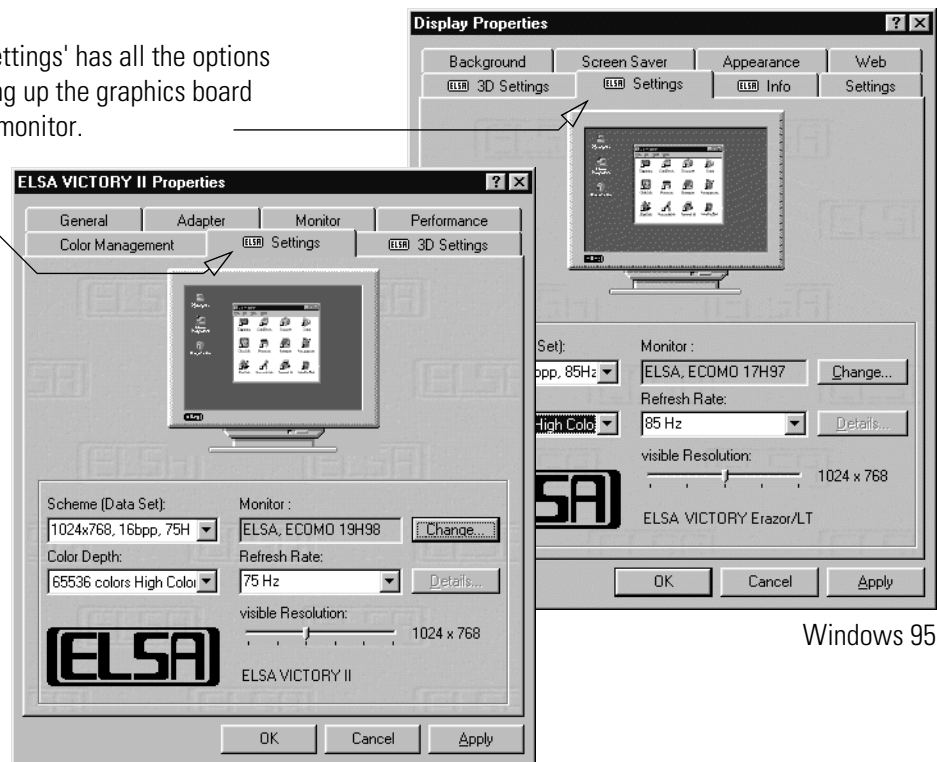 ettings' has all the options
ng up the graphics board
monitor.
Display Properties
Background Screen Saver Appearance Web
ELSA 3D Settings ELSA Settings ELSA Info Settings
Set): Monitor :
bpp, 85Hz ELSA, ECOMO 17H97 Change...
Refresh Rate:
High Colo 85 Hz Details...
visible Resolution:
1024 x 768
ELSA VICTORY Erazor/LT
OK Cancel Apply
Windows 95
ELSA VICTORY II Properties
General Adapter Monitor Performance
Color Management ELSA Settings ELSA 3D Settings
Scheme (Data Set): Monitor :
1024x768, 16bpp, 75H ELSA, ECOMO 19H98 Change...
Color Depth: Refresh Rate:
65536 colors High Color 75 Hz Details...
visible Resolution:
1024 x 768
ELSA ELSA VICTORY II
OK Cancel Apply